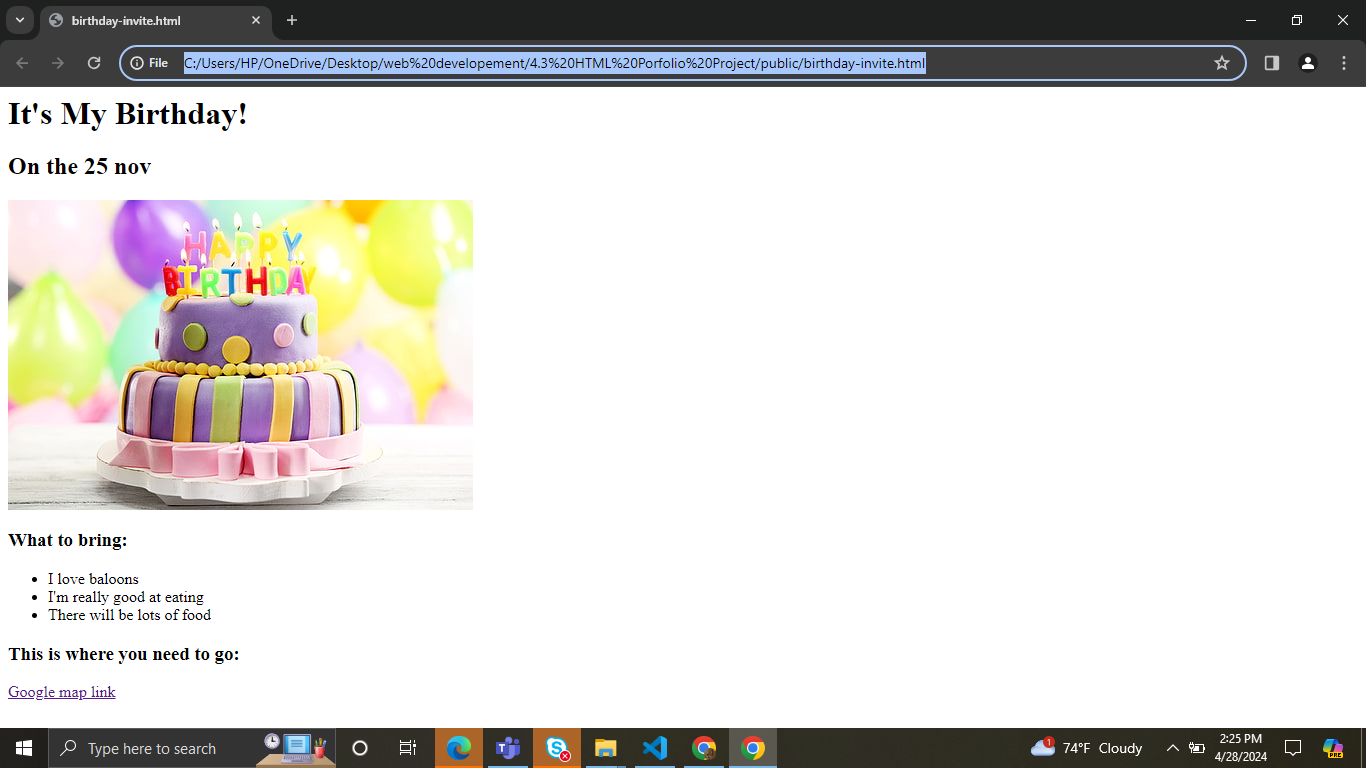 birthday-invite.html
File
C:/Users/HP/OneDrive/Desktop/web%20developement/4.3%20HTML%20Porfolio%20Project/public/birthday-invite.html
It's My Birthday!
On the 25 nov
HAPPY
BIRTHDAY
What to bring:
I love baloons
I'm really good at eating
There will be lots of food
This is where you need to go:
Google map link
Type here to search
1
74°F Cloudy
2:25 PM
4/28/2024
PRE